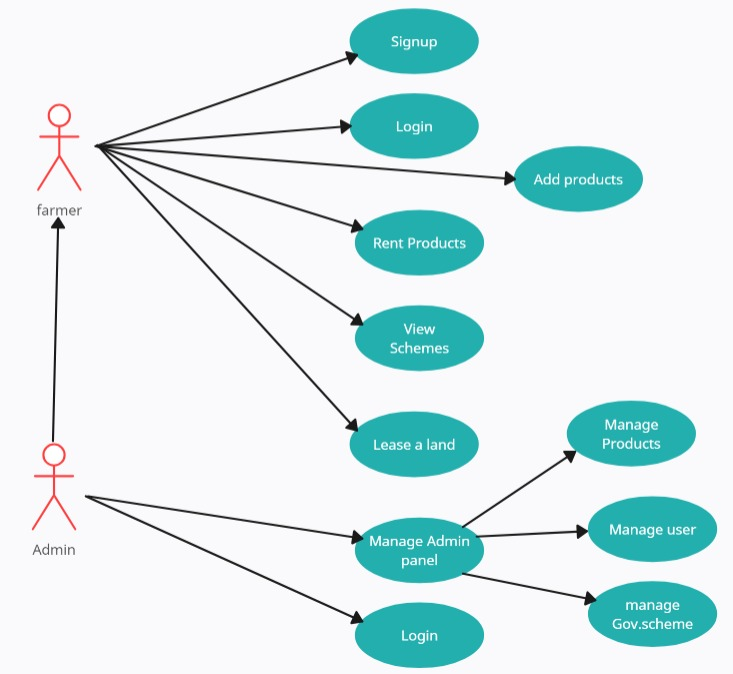 Signup
Login
Add products
farmer
Rent Products
View
Schemes
Lease a land
Manage
Products
Manage user
Manage Admin
panel
Admin
manage
Gov.scheme
Login